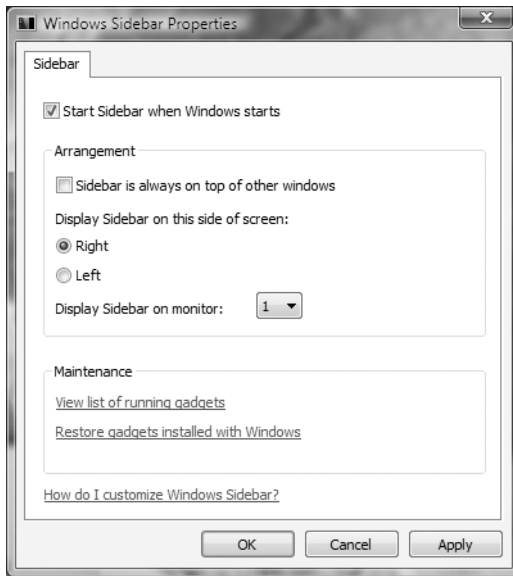 Windows Sidebar Properties
Sidebar
Start Sidebar when Windows starts
Arrangement
Sidebar is always on top of other windows
Display Sidebar on this side of screen:
Right
Left
Display Sidebar on monitor: 1
Maintenance
View list of running gadgets
Restore gadgets installed with Windows
How do I customize Windows Sidebar?
OK Cancel Apply